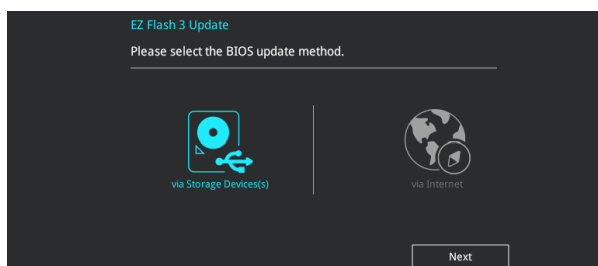 EZ Flash 3 Update
Please select the BIOS update method.
via Storage Devices(s)
via Internet
Next